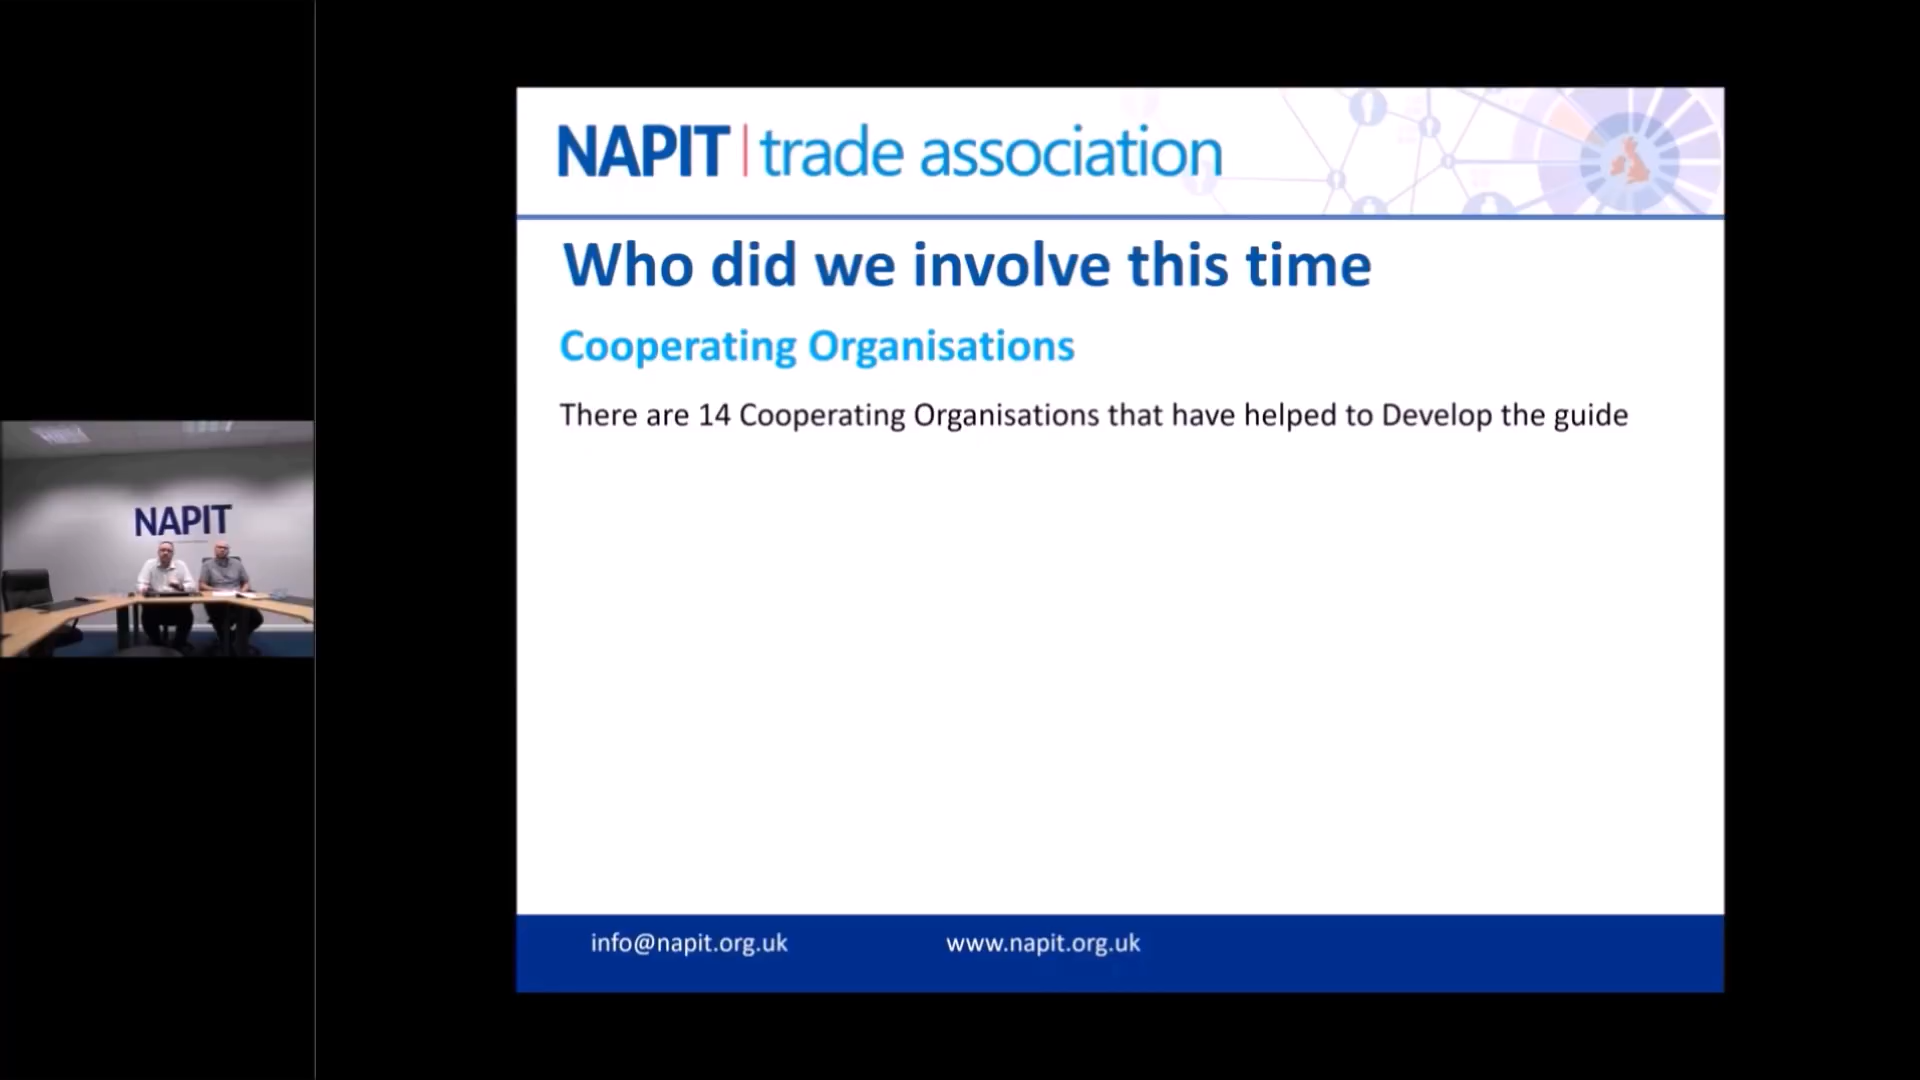 NAPIT | trade association
Who did we involve this time
Cooperating Organisations
There are 14 Cooperating Organisations that have helped to Develop the guide
NAPIT
info@napit.org.uk www.napit.org.uk